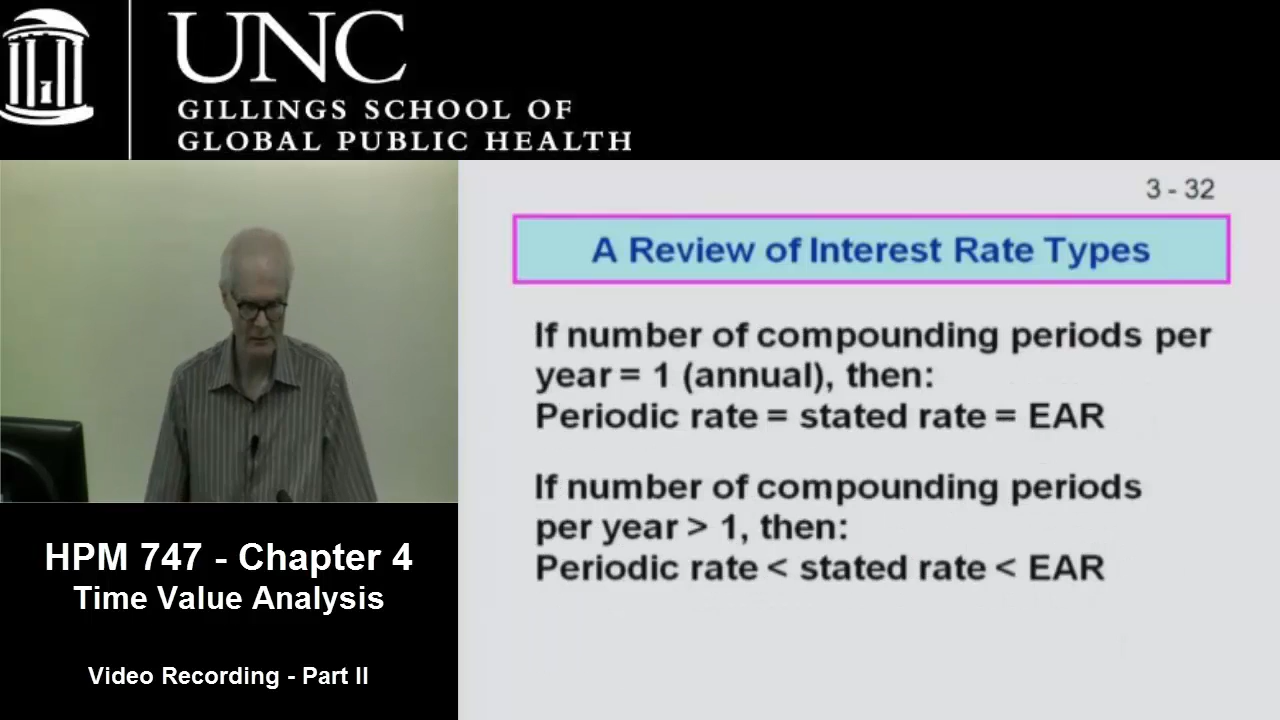 UNC
GILLINGS SCHOOL OF
GLOBAL PUBLIC HEALTH
3 - 32
A Review of Interest Rate Types
If number of compounding periods per
year = 1 (annual), then:
Periodic rate = stated rate = EAR
If number of compounding periods
per year > 1, then:
Periodic rate < stated rate < EAR
HPM 747 - Chapter 4
Time Value Analysis
Video Recording - Part II